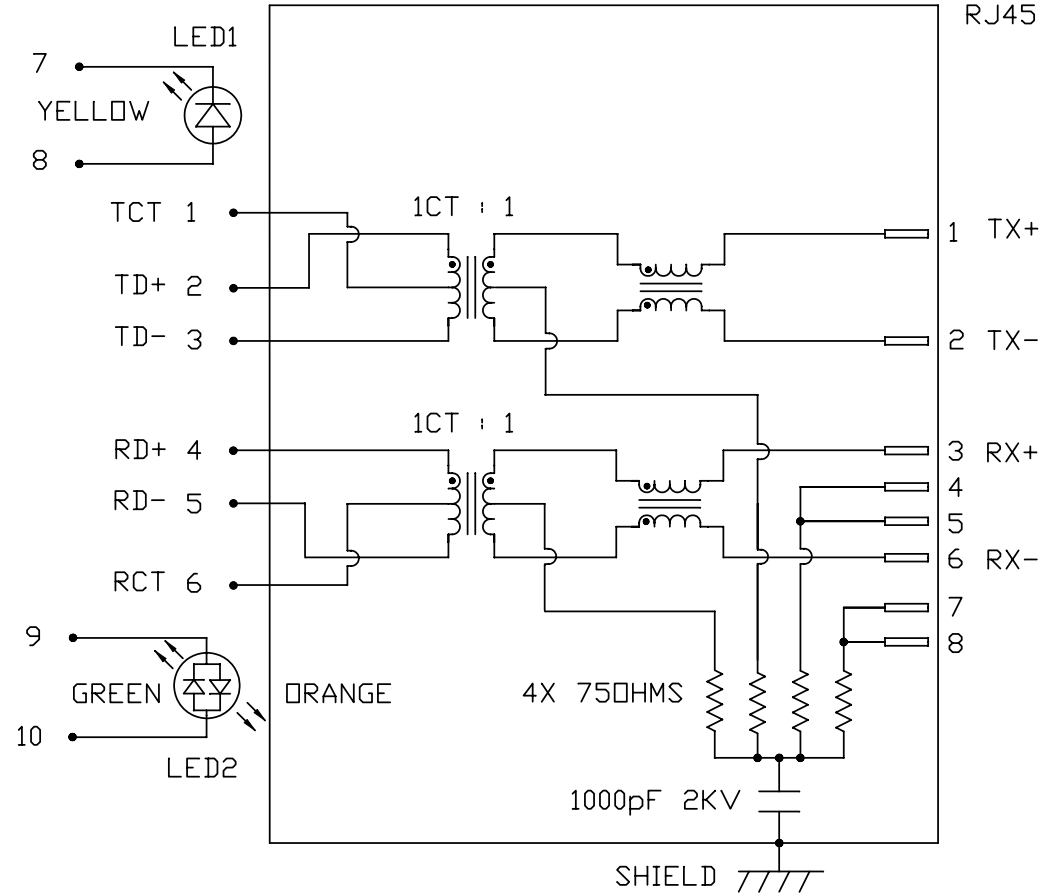 RJ45
LED1
7
YELLOW
8
TCT 1
1CT : 1
1 TX+
TD+ 2
TD- 3
2 TX-
1CT : 1
RD+ 4
3 RX+
4
RD- 5
5
6 RX-
RCT 6
7
8
9
GREEN
ORANGE
4X 75OHMS
10
LED2
1000pF 2KV
SHIELD